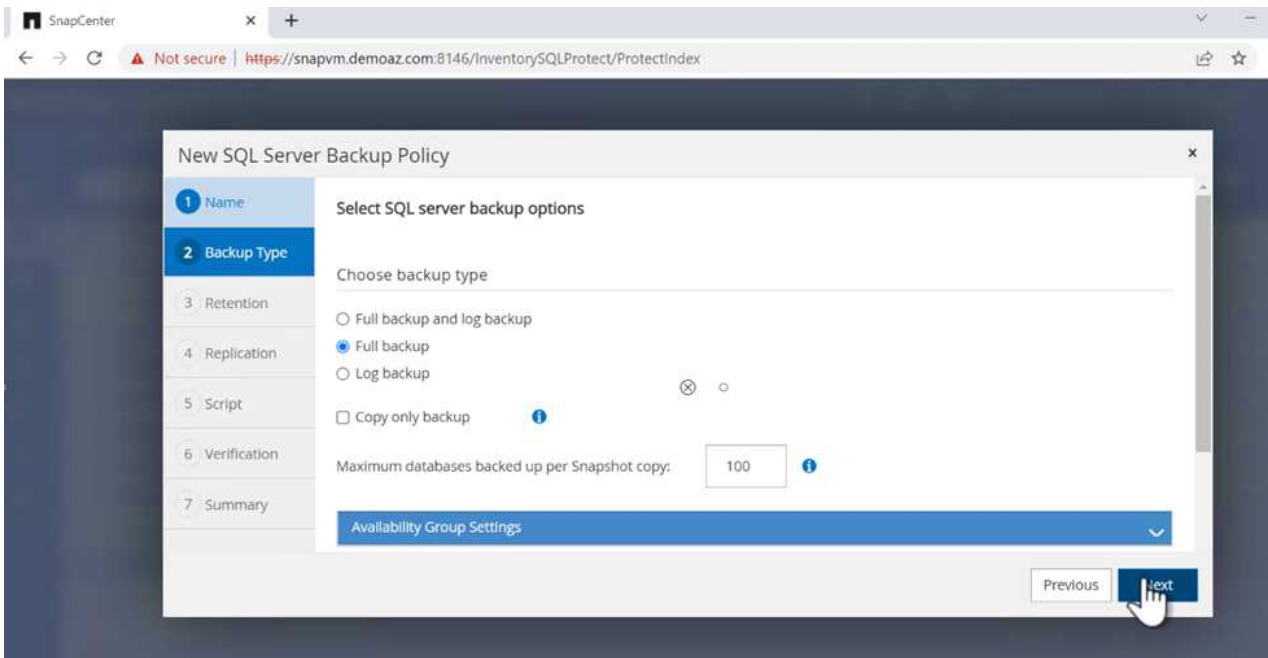 SnapCenter
Not secure | https://snapvm.demoaz.com:8146/InventorySQLProtect/ProtectIndex
New SQL Server Backup Policy
1 Name
2 Backup Type
3 Retention
4 Replication
5 Script
6 Verification
7 Summary
Select SQL server backup options
Choose backup type
Full backup and log backup
Full backup
Log backup
Copy only backup
Maximum databases backed up per Snapshot copy: 100
Availability Group Settings
Previous Next